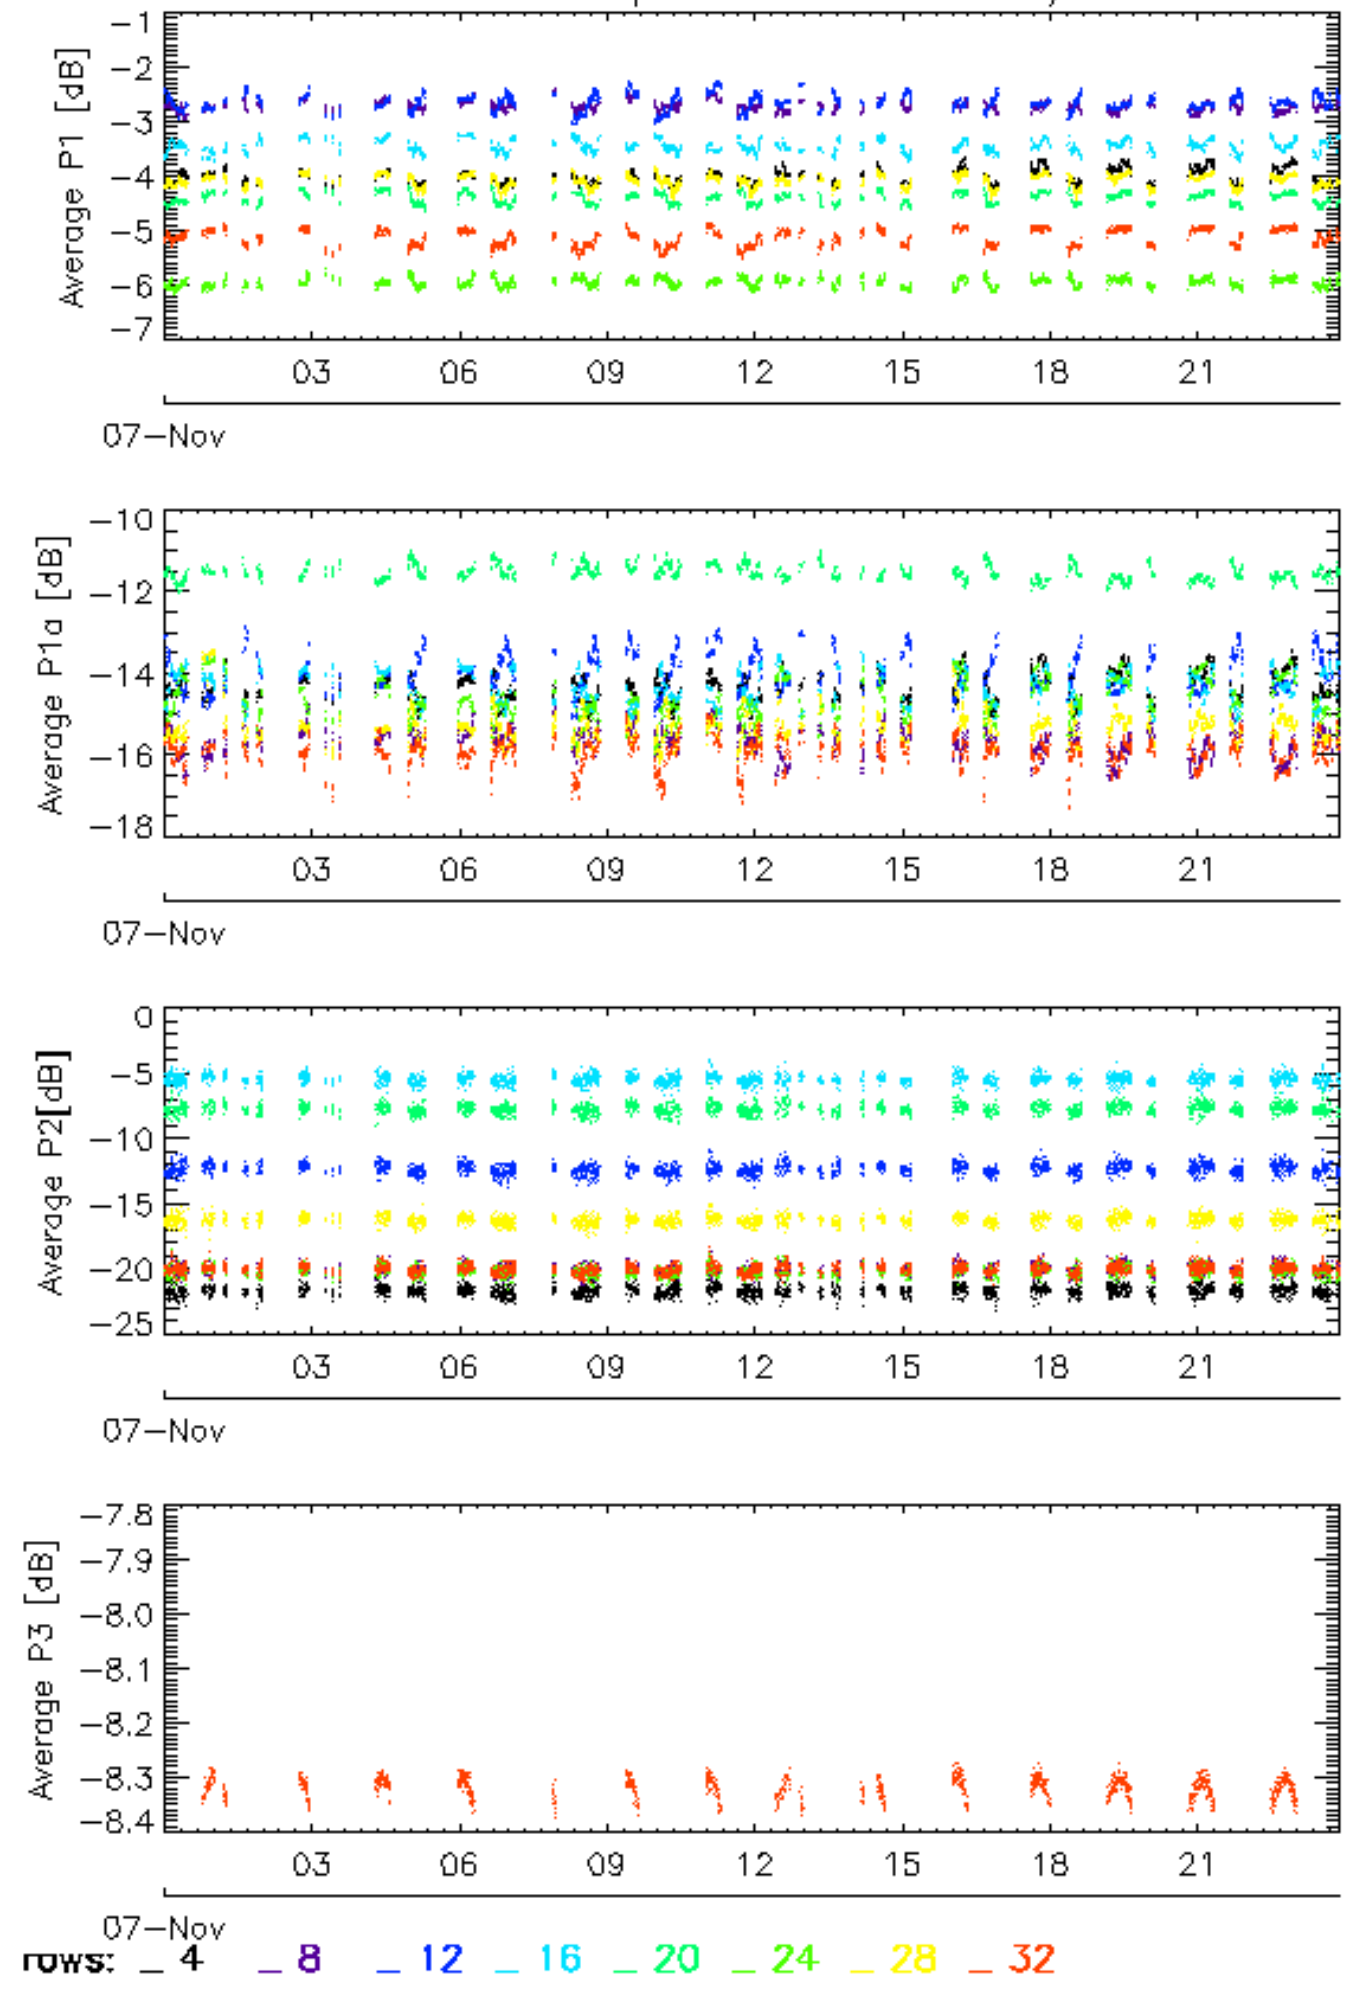 Average P1 [dB]
-1
-2
-3
-4
-5
-6
-7
03 06 09 12 15 18 21
07-Nov
Average P1a [dB]
-10
-12
-14
-16
-18
03 06 09 12 15 18 21
07-Nov
Average P2[dB]
0
-5
-10
-15
-20
-25
03 06 09 12 15 18 21
07-Nov
Average P3 [dB]
-7.8
-7.9
-8.0
-8.1
-8.2
-8.3
-8.4
03 06 09 12 15 18 21
07-Nov
rows: _ 4 _ 8 _ 12 _ 16 _ 20 _ 24 _ 28 _ 32